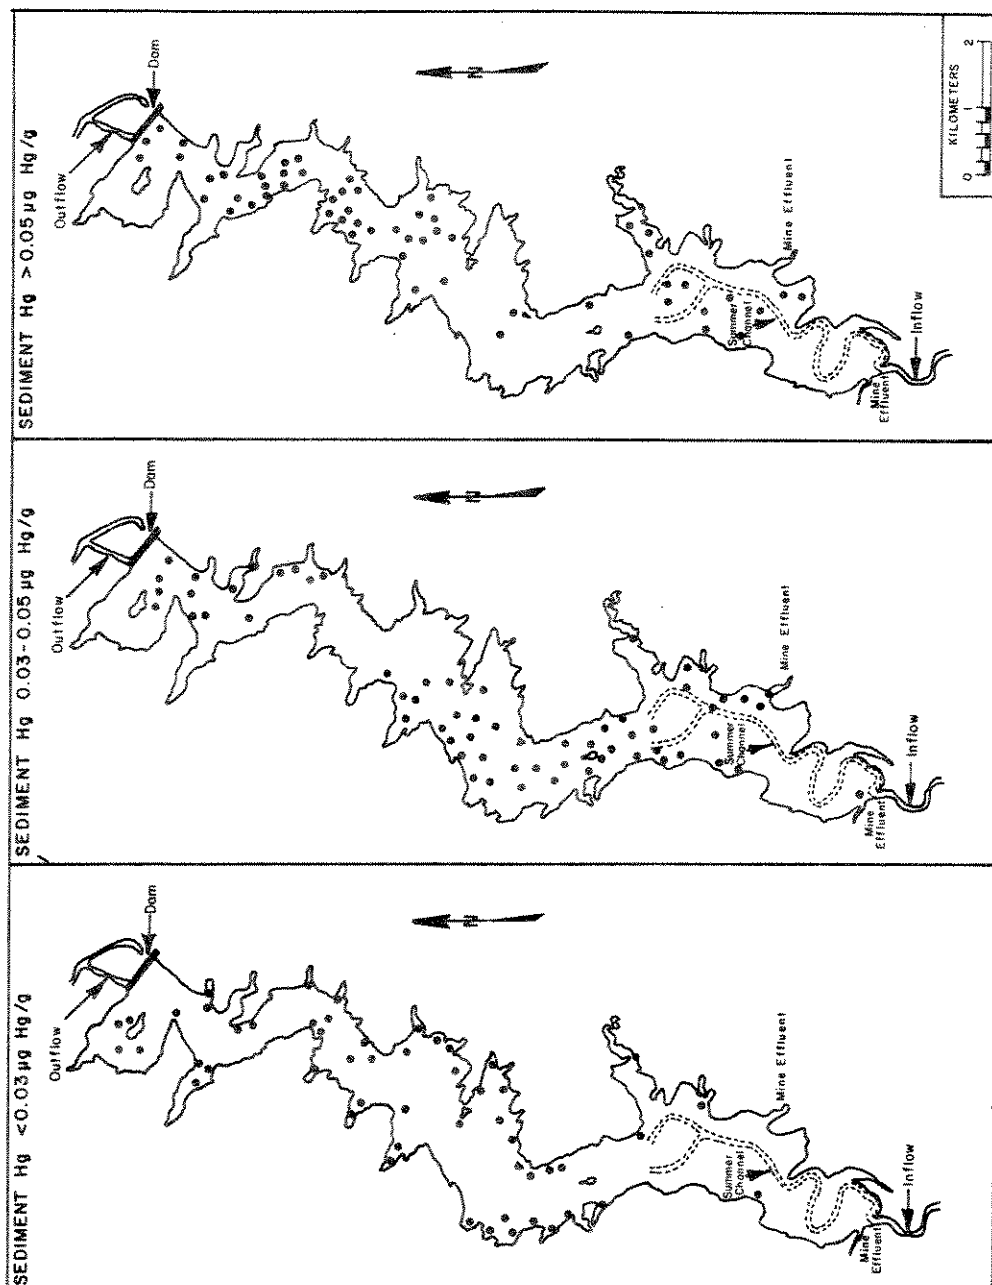 SEDIMENT Hg > 0.05 µg Hg/g
Outflow
Dam
N
Mine Effluent
Summer
Channel
Mine
Effluent
Inflow
KILOMETERS
0 1 2
SEDIMENT Hg 0.03-0.05 µg Hg/g
Outflow
Dam
N
Mine Effluent
Summer
Channel
Mine
Effluent
Inflow
SEDIMENT Hg <0.03 µg Hg/g
Outflow
Dam
N
Mine Effluent
Summer
Channel
Mine
Effluent
Inflow